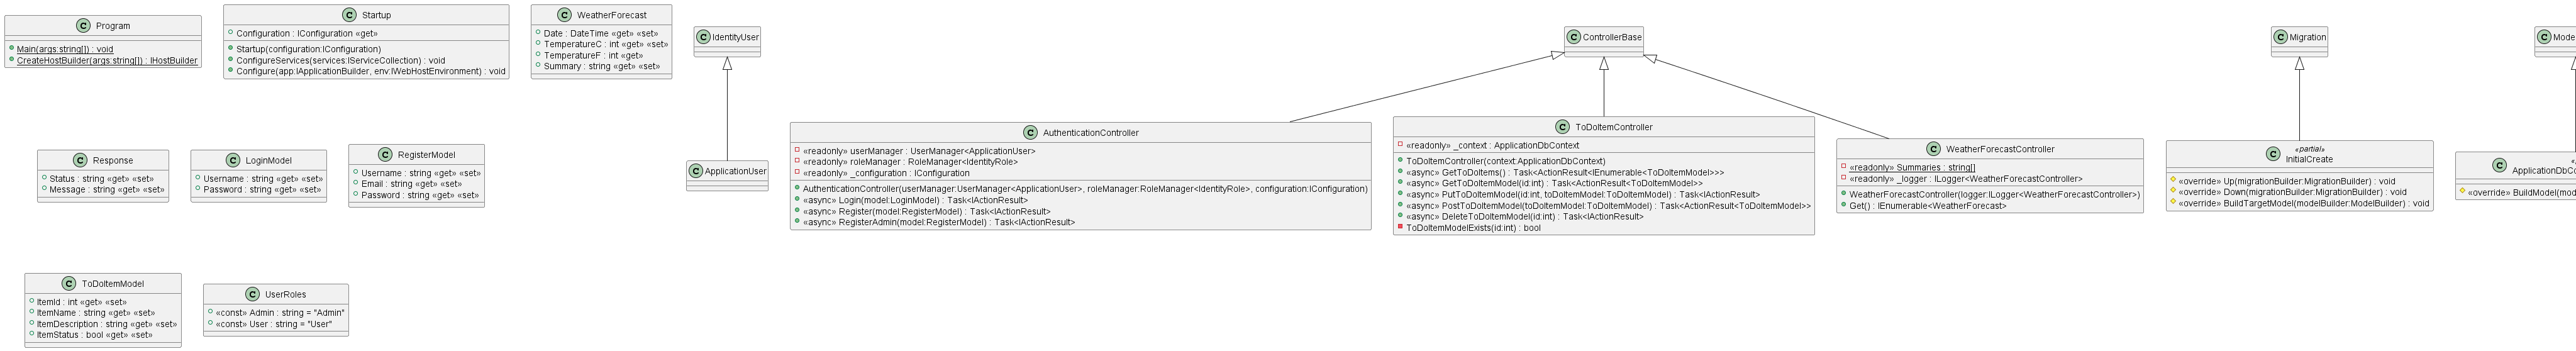 C Program
Main(args:string[]) : void
CreateHostBuilder(args:string[]) : IHostBuilder
C Startup
Configuration : IConfiguration «get»
Startup(configuration:IConfiguration)
ConfigureServices(services:IServiceCollection) : void
Configure(app:IApplicationBuilder, env:IWebHostEnvironment) : void
C WeatherForecast
Date : DateTime «get» «set»
TemperatureC : int «get» «set»
TemperatureF : int «get»
Summary : string «get» «set»
C IdentityUser
C ControllerBase
C Migration
C Mode
C Response
Status : string «get» «set»
Message : string «get» «set»
C LoginModel
Username : string «get» «set»
Password : string «get» «set»
C RegisterModel
Username : string «get» «set»
Email : string «get» «set»
Password : string «get» «set»
C ApplicationUser
C AuthenticationController
«readonly» userManager : UserManager<ApplicationUser>
«readonly» roleManager : RoleManager<IdentityRole>
«readonly» _configuration : IConfiguration
AuthenticationController(userManager:UserManager<ApplicationUser>, roleManager:RoleManager<IdentityRole>, configuration:IConfiguration)
«async» Login(model:LoginModel) : Task<IActionResult>
«async» Register(model:RegisterModel) : Task<IActionResult>
«async» RegisterAdmin(model:RegisterModel) : Task<IActionResult>
C ToDoItemController
«readonly» _context : ApplicationDbContext
ToDoItemController(context:ApplicationDbContext)
«async» GetToDoItems() : Task<ActionResult<IEnumerable<ToDoItemModel>>>
«async» GetToDoItemModel(id:int) : Task<ActionResult<ToDoItemModel>>
«async» PutToDoItemModel(id:int, toDoItemModel:ToDoItemModel) : Task<IActionResult>
«async» PostToDoItemModel(toDoItemModel:ToDoItemModel) : Task<ActionResult<ToDoItemModel>>
«async» DeleteToDoItemModel(id:int) : Task<IActionResult>
ToDoItemModelExists(id:int) : bool
C WeatherForecastController
«readonly» Summaries : string[]
«readonly» _logger : ILogger<WeatherForecastController>
WeatherForecastController(logger:ILogger<WeatherForecastController>)
Get() : IEnumerable<WeatherForecast>
«partial»
C InitialCreate
«override» Up(migrationBuilder:MigrationBuilder) : void
«override» Down(migrationBuilder:MigrationBuilder) : void
«override» BuildTargetModel(modelBuilder:ModelBuilder) : void
C ApplicationDbCo
«override» BuildModel(mod
C ToDoItemModel
ItemId : int «get» «set»
ItemName : string «get» «set»
ItemDescription : string «get» «set»
ItemStatus : bool «get» «set»
C UserRoles
«const» Admin : string = "Admin"
«const» User : string = "User"